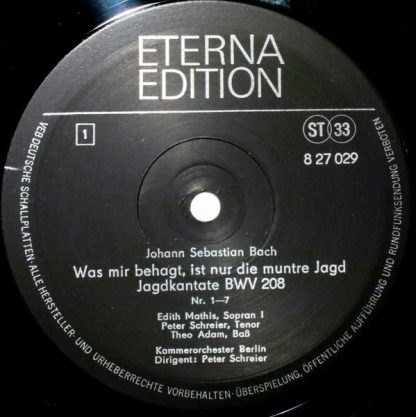 ETERNA
EDITION
1
ST 33
8 27 029
Johann Sebastian Bach
Was mir behagt, ist nur die muntre Jagd
Jagdkantate BWV 208
Nr. 1–7
Edith Mathis, Sopran I
Peter Schreier, Tenor
Theo Adam, Baß
Kammerorchester Berlin
Dirigent: Peter Schreier
VEB DEUTSCHE SCHALLPLATTEN · ALLE HERSTELLER- UND URHEBERRECHTE VORBEHALTEN · ÜBERSPIELUNG, ÖFFENTLICHE AUFFÜHRUNG UND RUNDFUNKSENDUNG VERBOTEN